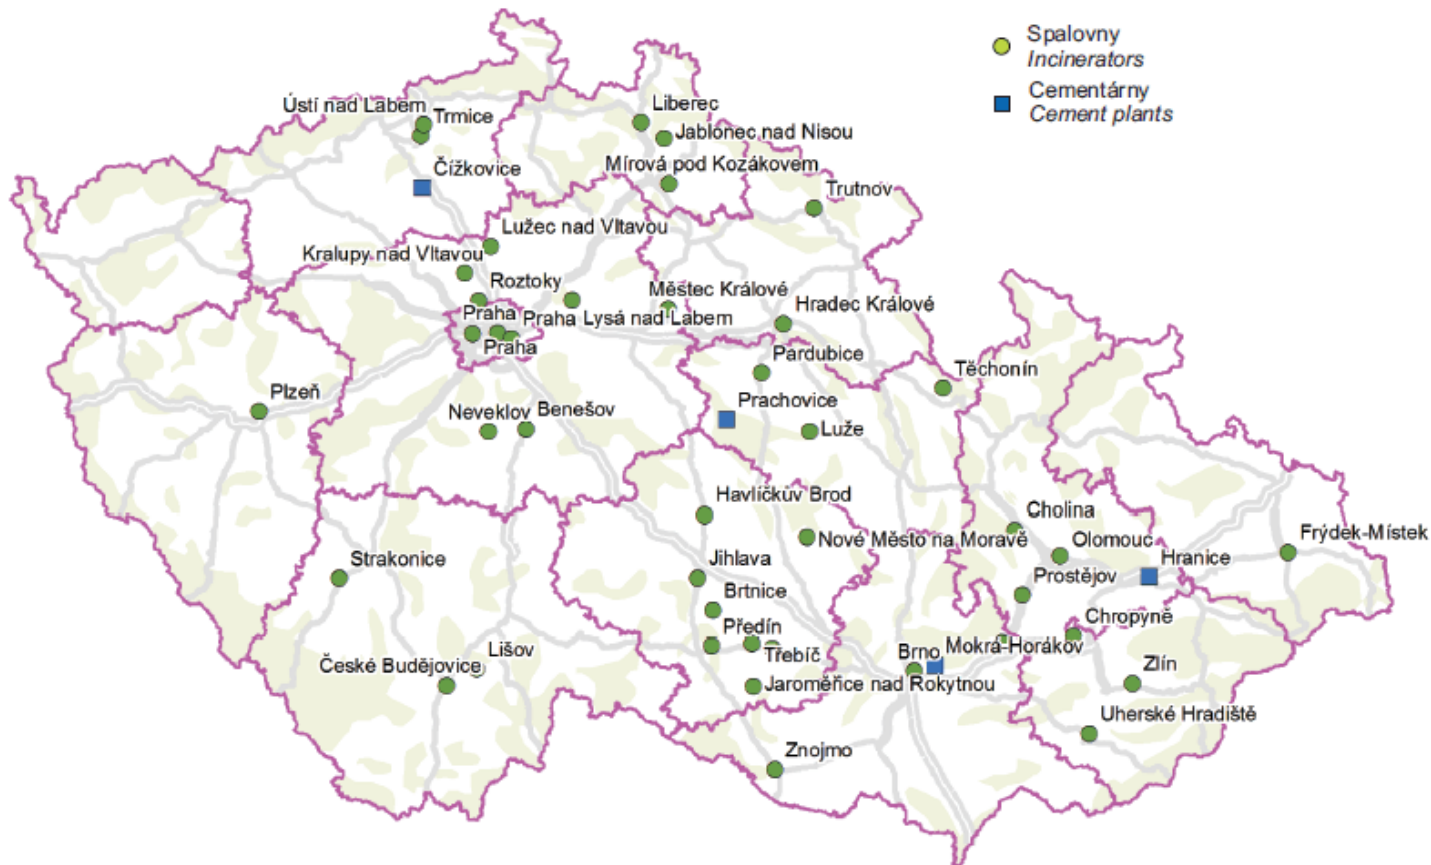 Spalovny
Incinerators
Cementárny
Cement plants
Ústí nad Labem
Trmice
Liberec
Jablonec nad Nisou
Čížkovice
Mírová pod Kozákovem
Trutnov
Lužec nad Vltavou
Kralupy nad Vltavou
Roztoky
Městec Králové
Hradec Králové
Praha
Praha
Lysá nad Labem
Praha
Pardubice
Těchonín
Plzeň
Prachovice
Neveklov
Benešov
Luže
Havlíčkův Brod
Cholina
Nové Město na Moravě
Olomouc
Frýdek-Místek
Strakonice
Jihlava
Hranice
Prostějov
Brtnice
Předín
Chropyně
Třebíč
Mokrá-Horákov
Brno
Lišov
České Budějovice
Zlín
Jaroměřice nad Rokytnou
Uherské Hradiště
Znojmo